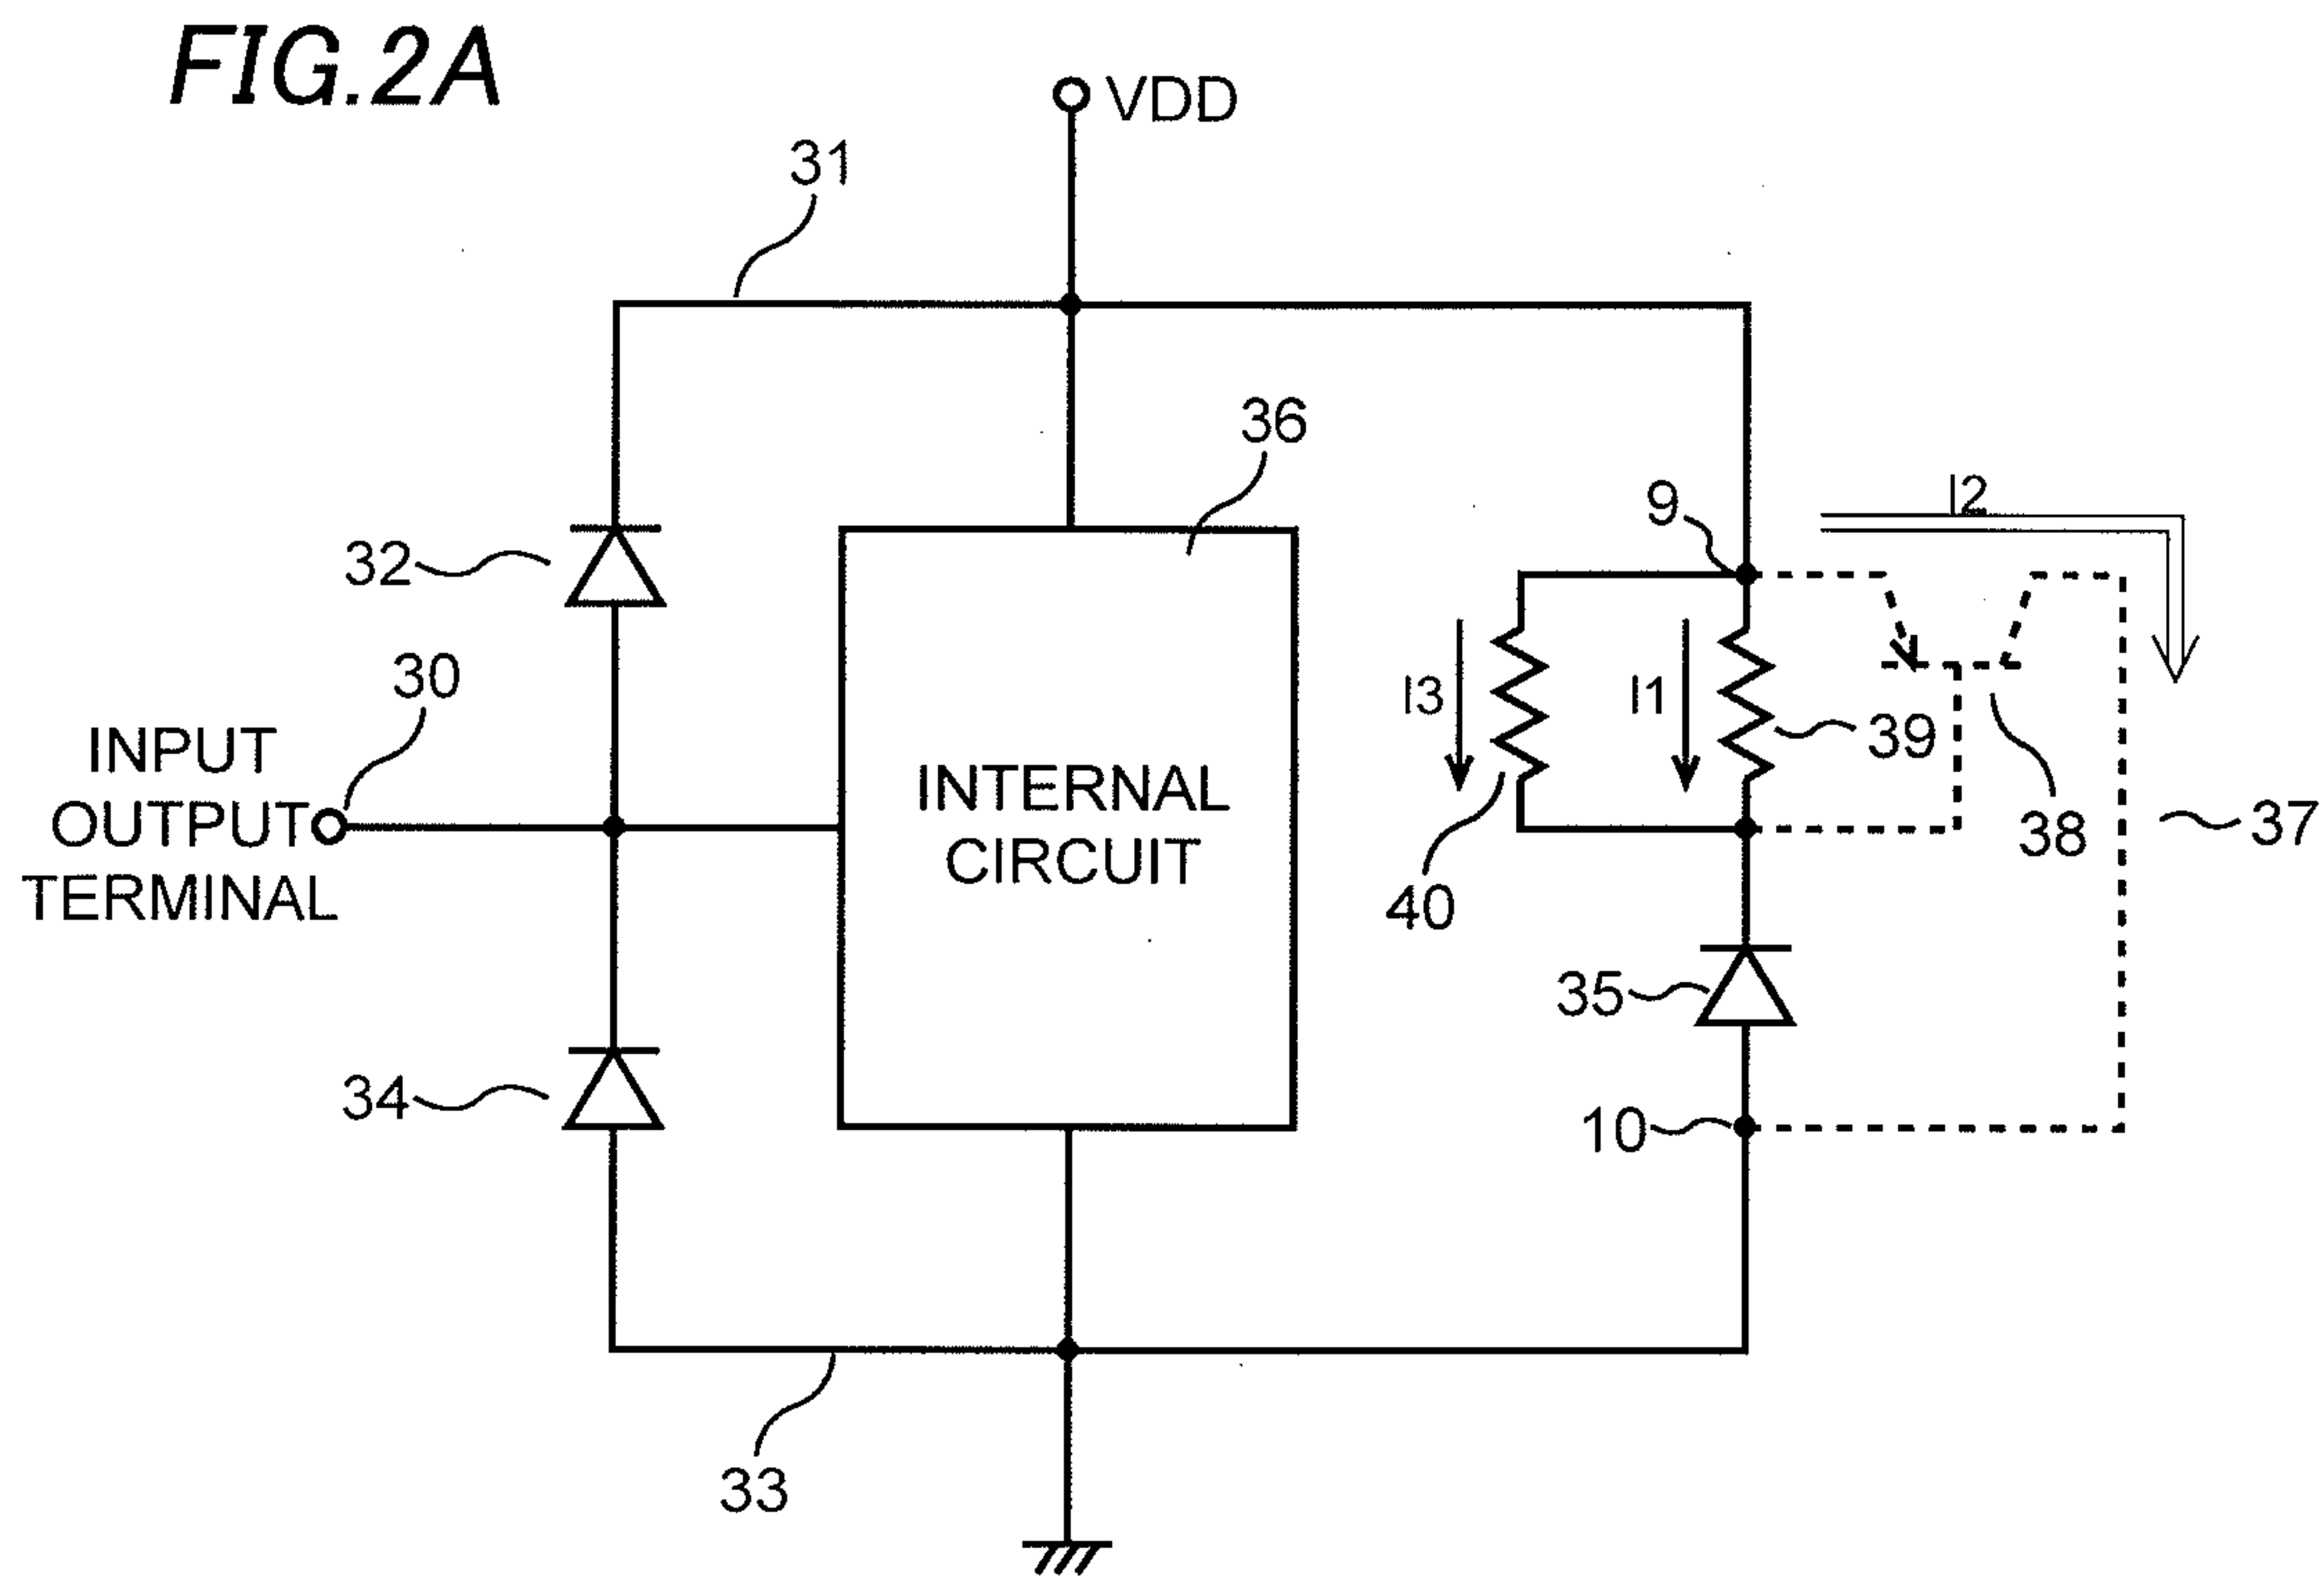 FIG.2A
VDD
31
36
9
I2
32
30
I3
I1
39
INPUT
OUTPUT
TERMINAL
INTERNAL
CIRCUIT
38
37
40
35
34
10
33